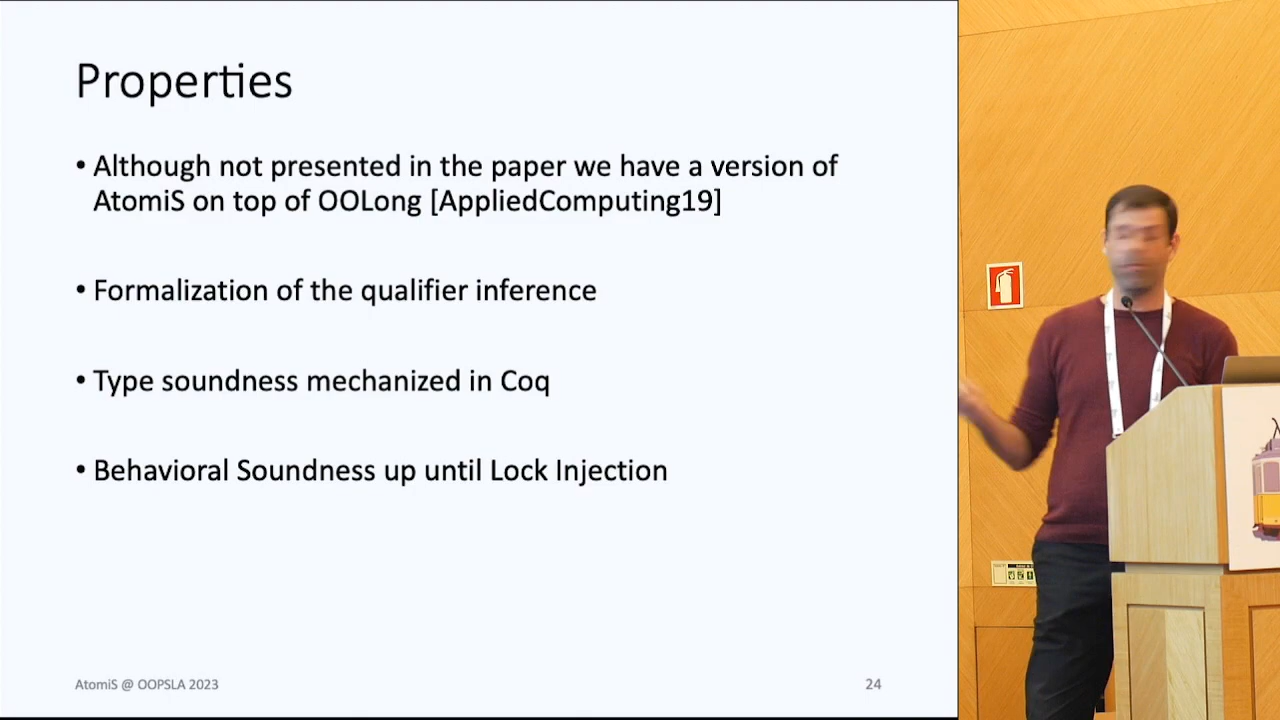 Properties
• Although not presented in the paper we have a version of
AtomiS on top of OOLong [AppliedComputing19]
• Formalization of the qualifier inference
• Type soundness mechanized in Coq
• Behavioral Soundness up until Lock Injection
AtomiS @ OOPSLA 2023
24